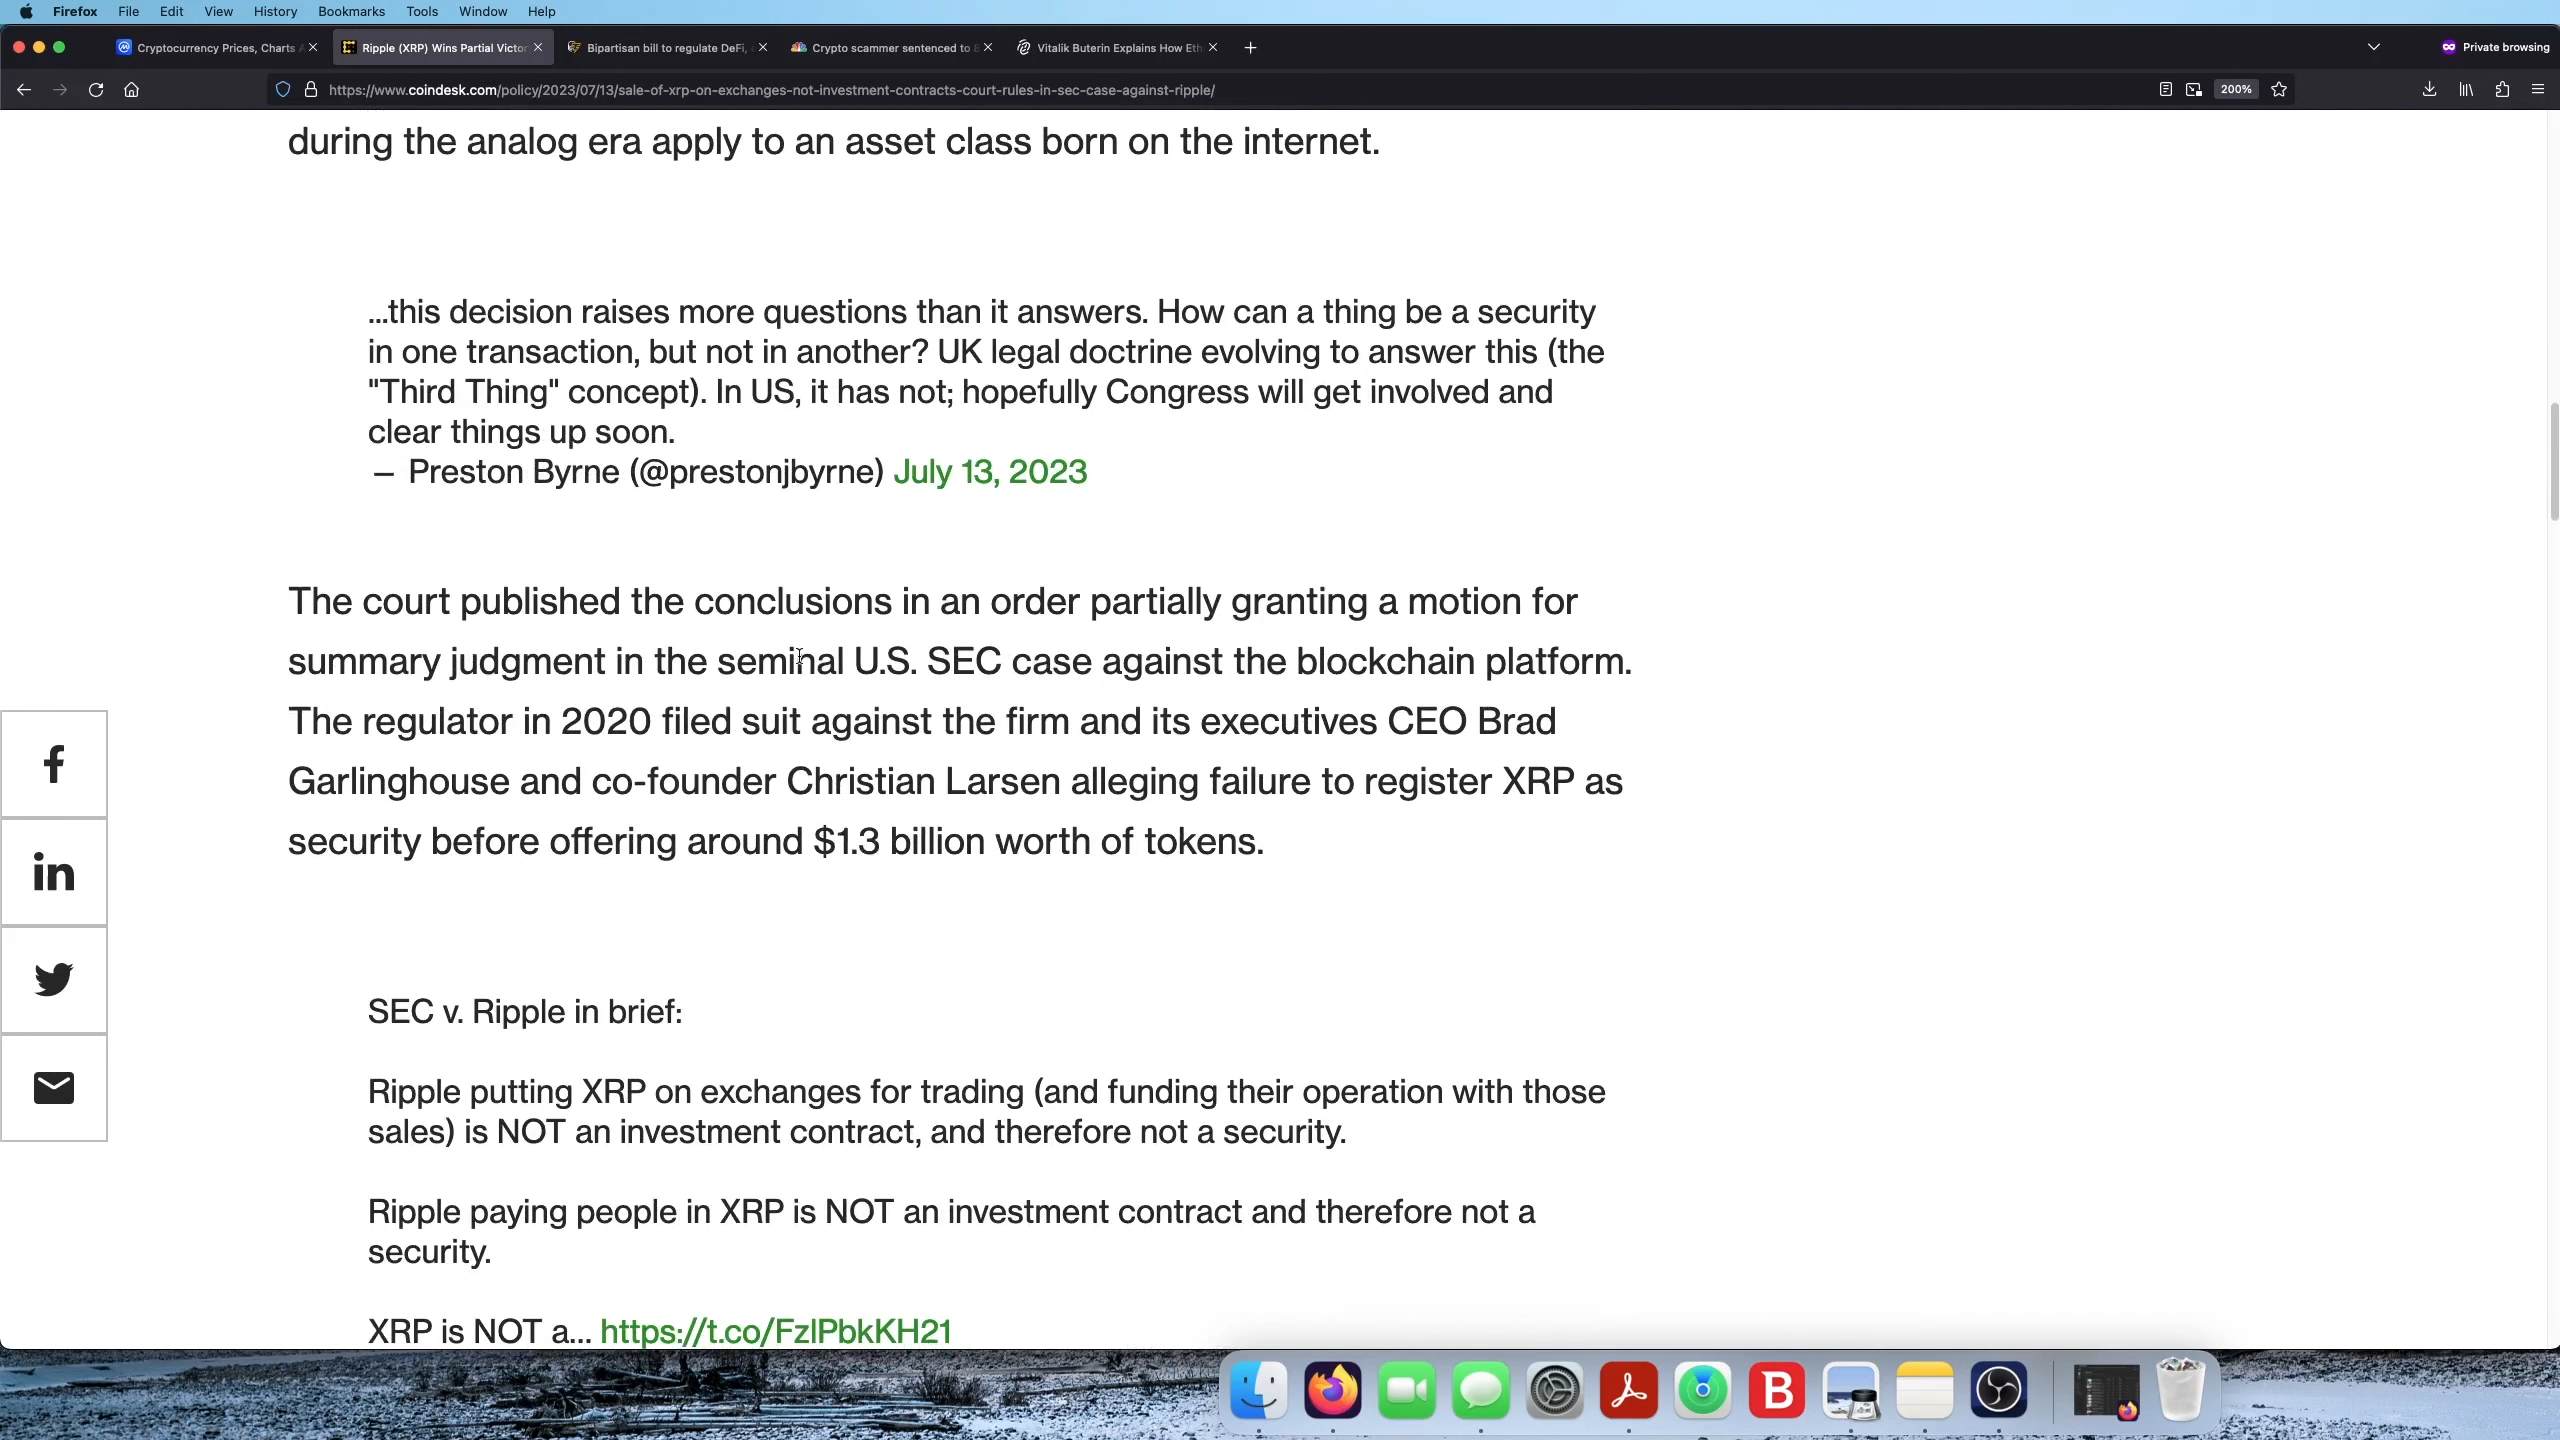 Firefox File Edit View History Bookmarks Tools Window Help
Cryptocurrency Prices, Charts
Ripple (XRP) Wins Partial Victor
Bipartisan bill to regulate DeFi,
Crypto scammer sentenced to 8
Vitalik Buterin Explains How Eth
Private browsing
https://www.coindesk.com/policy/2023/07/13/sale-of-xrp-on-exchanges-not-investment-contracts-court-rules-in-sec-case-against-ripple/
200%
during the analog era apply to an asset class born on the internet.
...this decision raises more questions than it answers. How can a thing be a security
in one transaction, but not in another? UK legal doctrine evolving to answer this (the
"Third Thing" concept). In US, it has not; hopefully Congress will get involved and
clear things up soon.
— Preston Byrne (@prestonjbyrne) July 13, 2023
The court published the conclusions in an order partially granting a motion for
summary judgment in the seminal U.S. SEC case against the blockchain platform.
The regulator in 2020 filed suit against the firm and its executives CEO Brad
Garlinghouse and co-founder Christian Larsen alleging failure to register XRP as
security before offering around $1.3 billion worth of tokens.
f
in
SEC v. Ripple in brief:
Ripple putting XRP on exchanges for trading (and funding their operation with those
sales) is NOT an investment contract, and therefore not a security.
Ripple paying people in XRP is NOT an investment contract and therefore not a
security.
XRP is NOT a... https://t.co/FzlPbkKH21
B